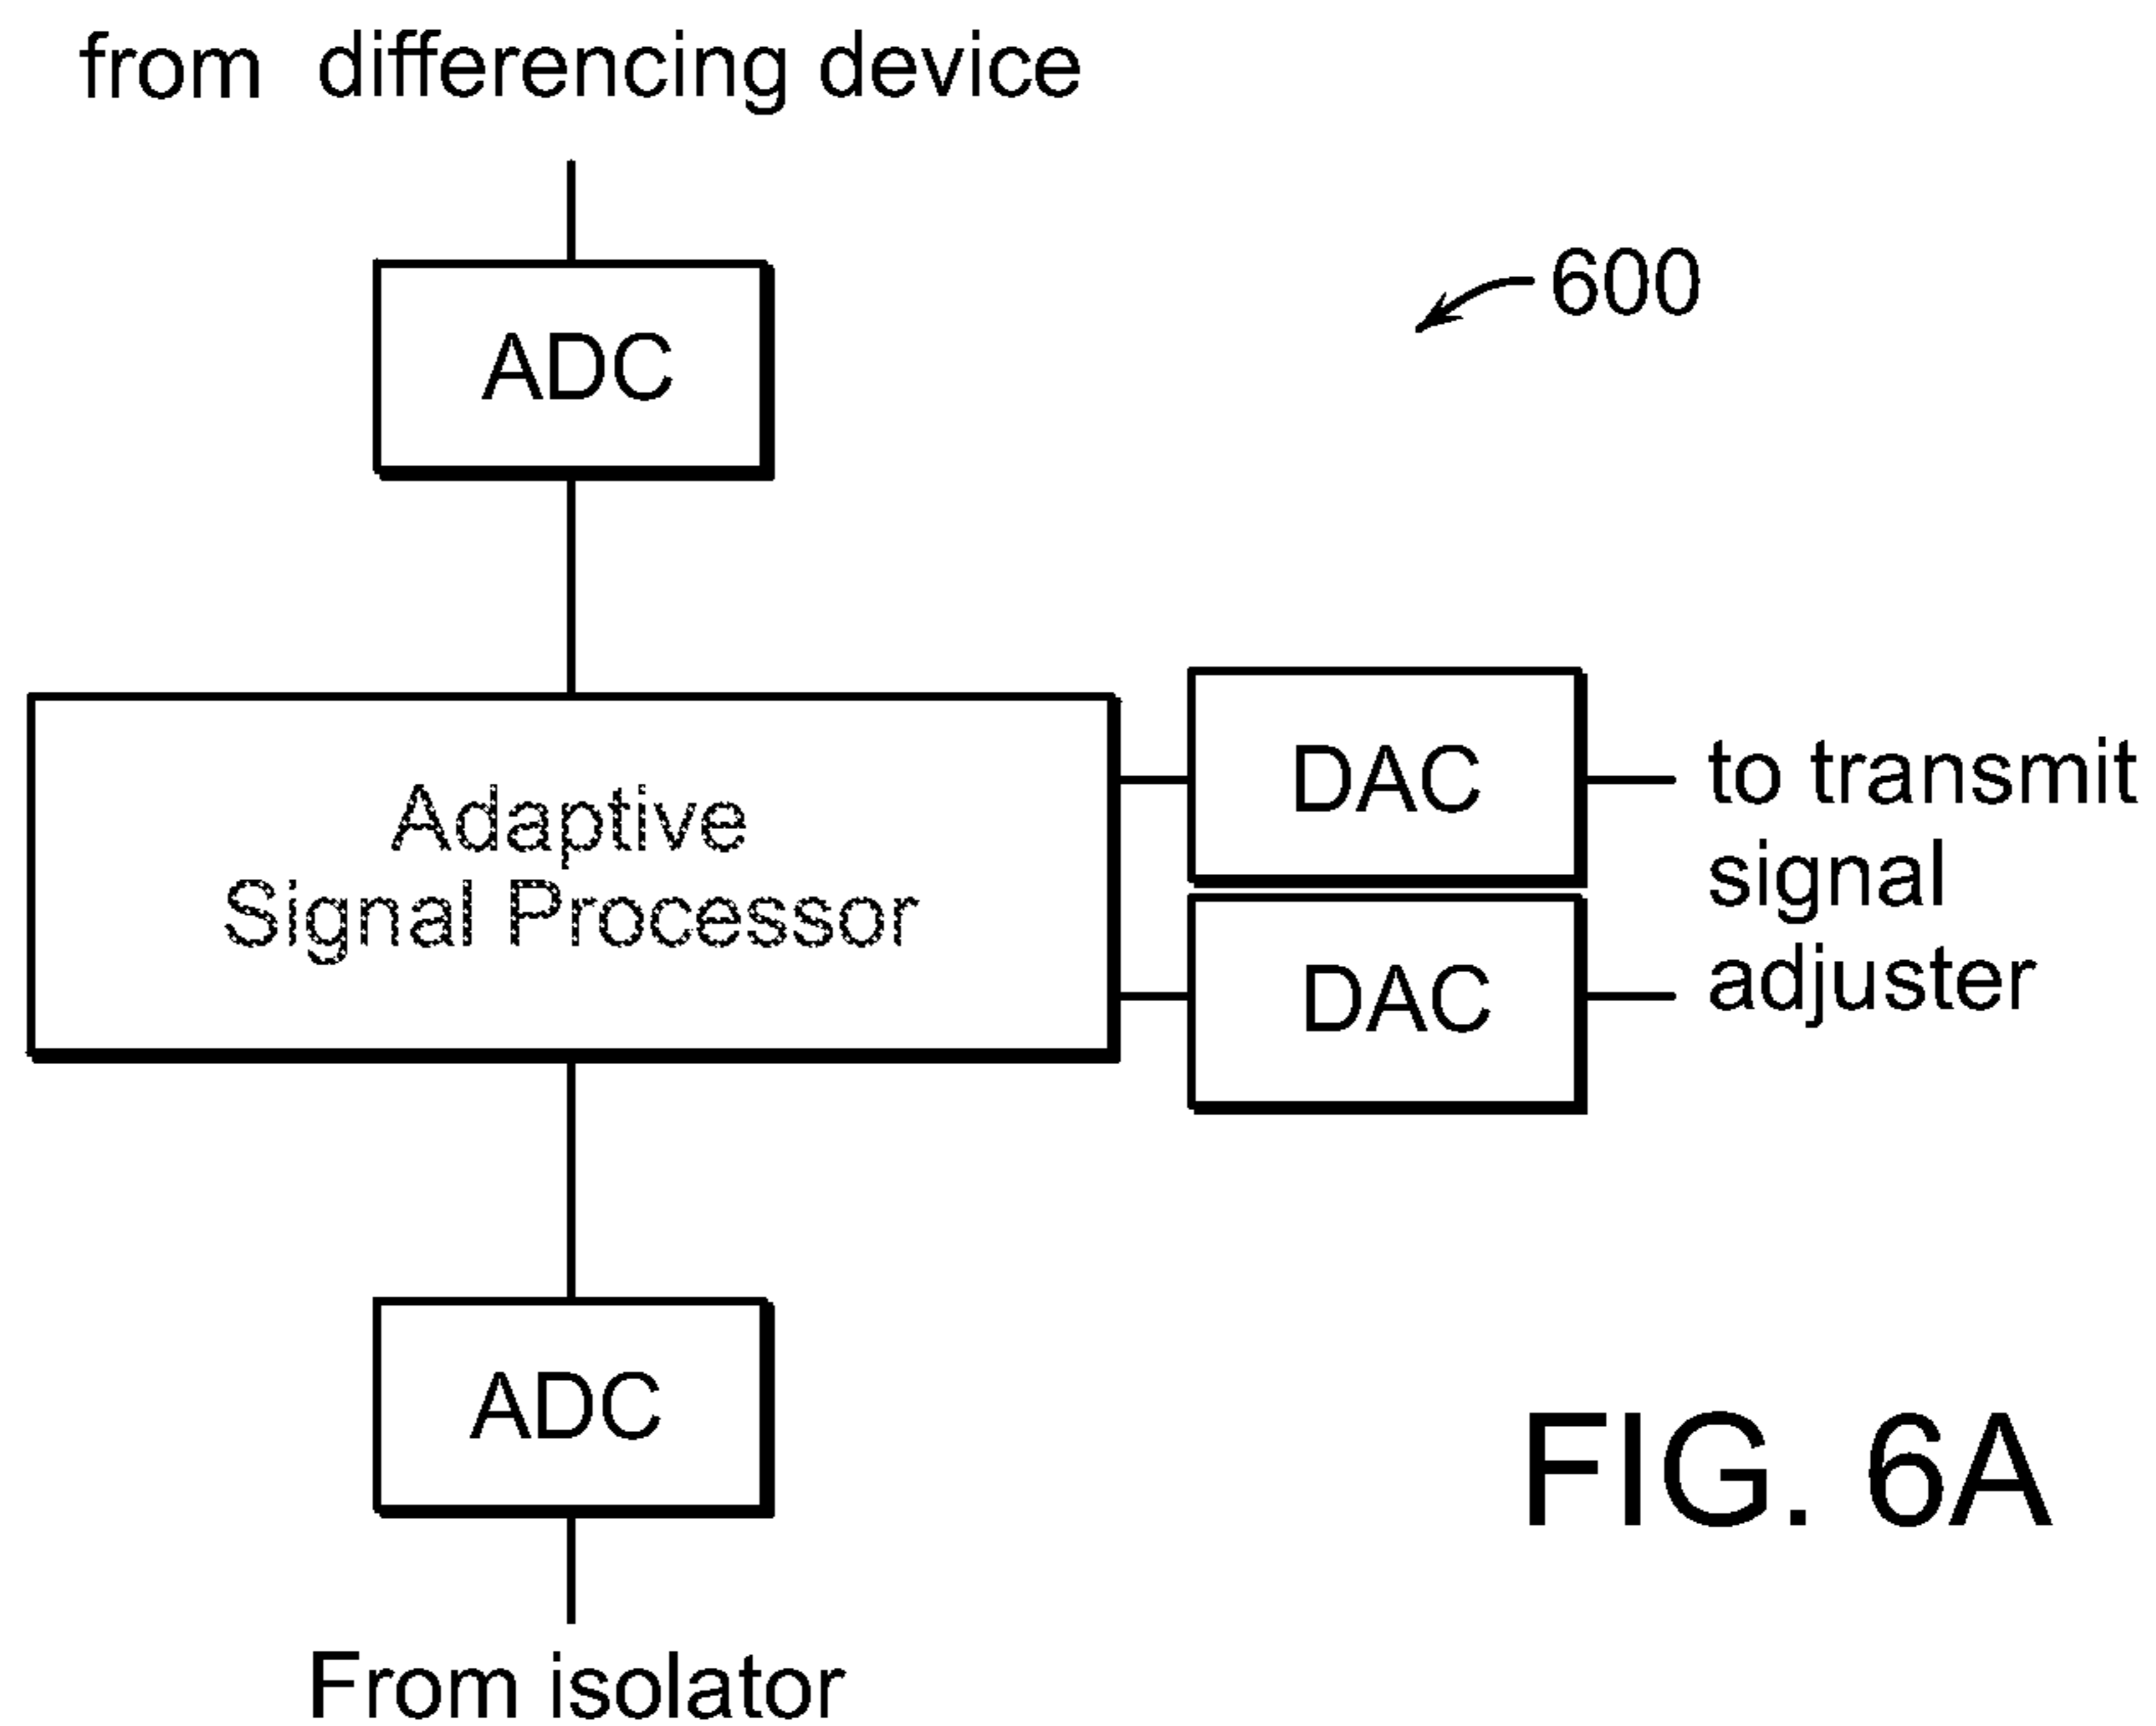 from differencing device
ADC
600
Adaptive
Signal Processor
DAC
to transmit
signal
adjuster
DAC
ADC
FIG. 6A
From isolator